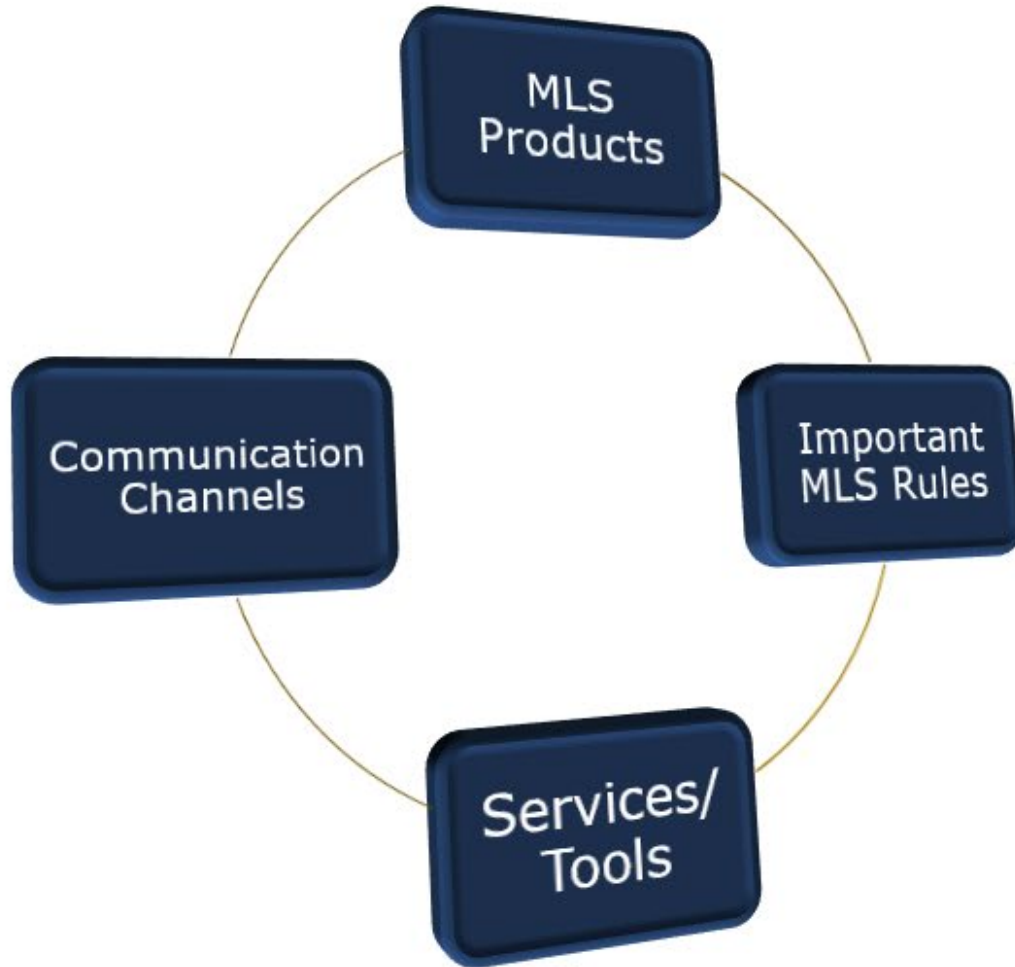 MLS
Products
Important
MLS Rules
Services/
Tools
Communication
Channels